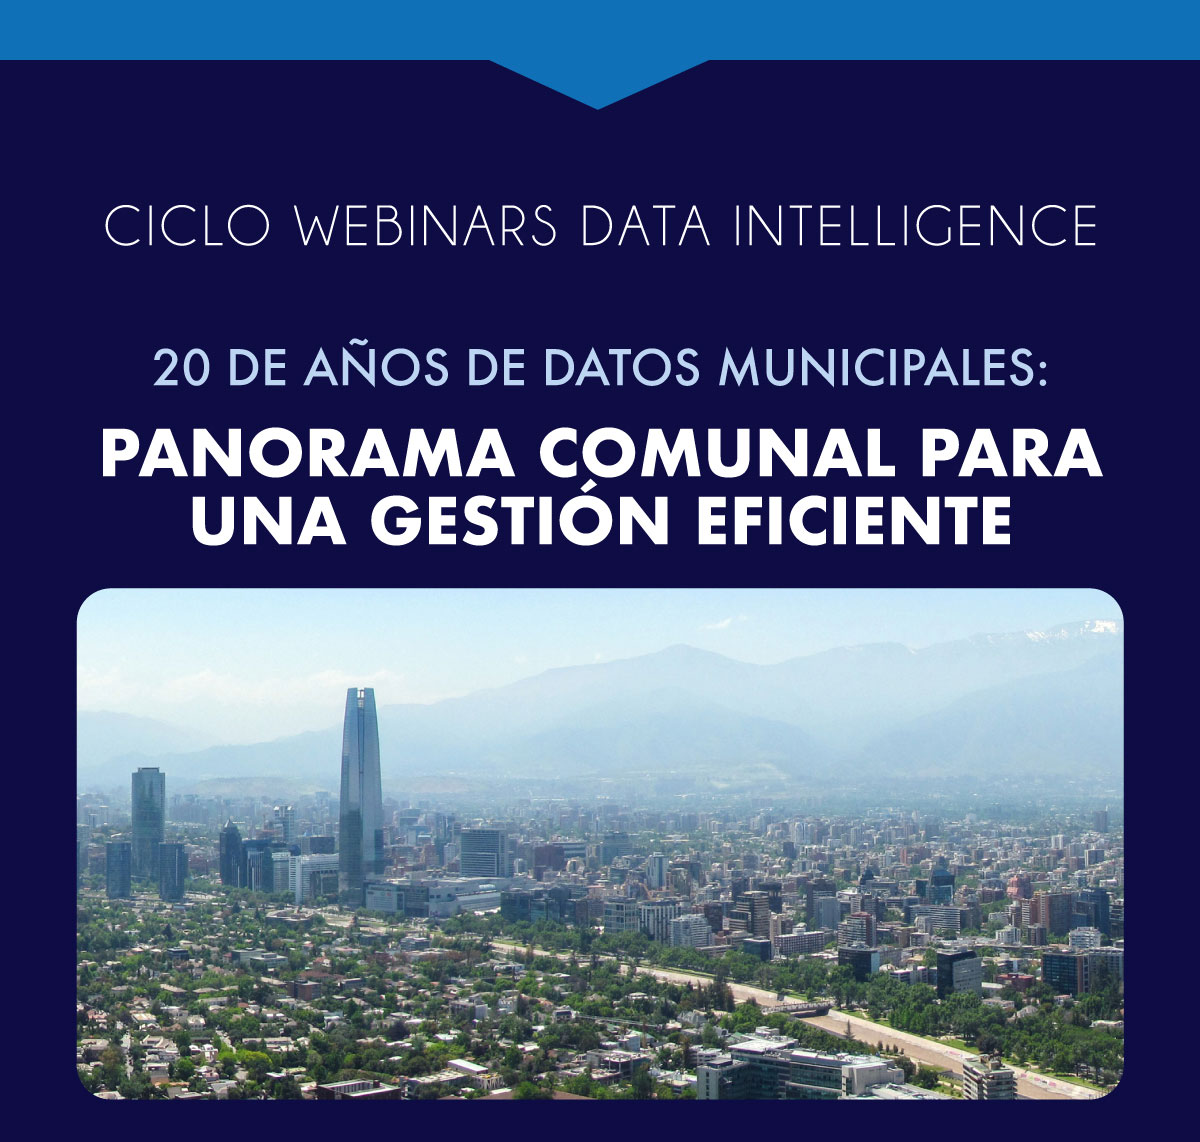 CICLO WEBINARS DATA INTELLIGENCE
20 DE AÑOS DE DATOS MUNICIPALES:
PANORAMA COMUNAL PARA
UNA GESTIÓN EFICIENTE